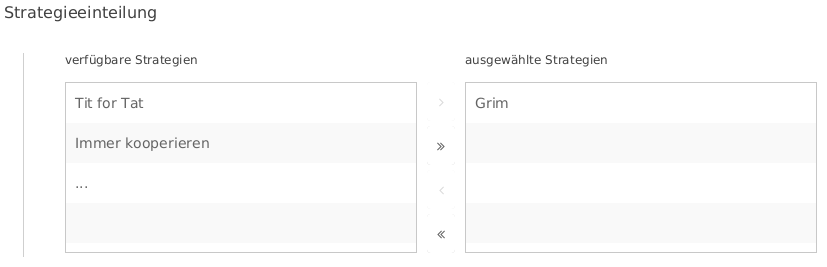 Strategieeinteilung
verfügbare Strategien
ausgewählte Strategien
Tit for Tat
Immer kooperieren
...
Grim